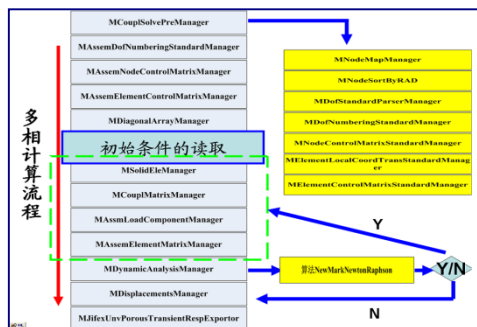 多相计算流程
MCouplSolvePreManager
MAssemDofNumberingStandardManager
MAssemNodeControlMatrixManager
MAssemElementControlMatrixManager
MDiagonalArrayManager
初始条件的读取
MSolidEleManager
MCouplMatrixManager
MAssmLoadComponentManager
MAssemElementMatrixManager
MDynamicAnalysisManager
MDisplacementsManager
MJifexUnvPorousTransientRespExportor
MNodeMapManager
MNodeSortByRAD
MDofStandardParserManager
MDofNumberingStandardManager
MNodeControlMatrixStandardManager
MElementLocalCoordTransStandardManag
er
MElementControlMatrixStandardManager
Y
算法NewMarkNewtonRaphson
Y/N
N